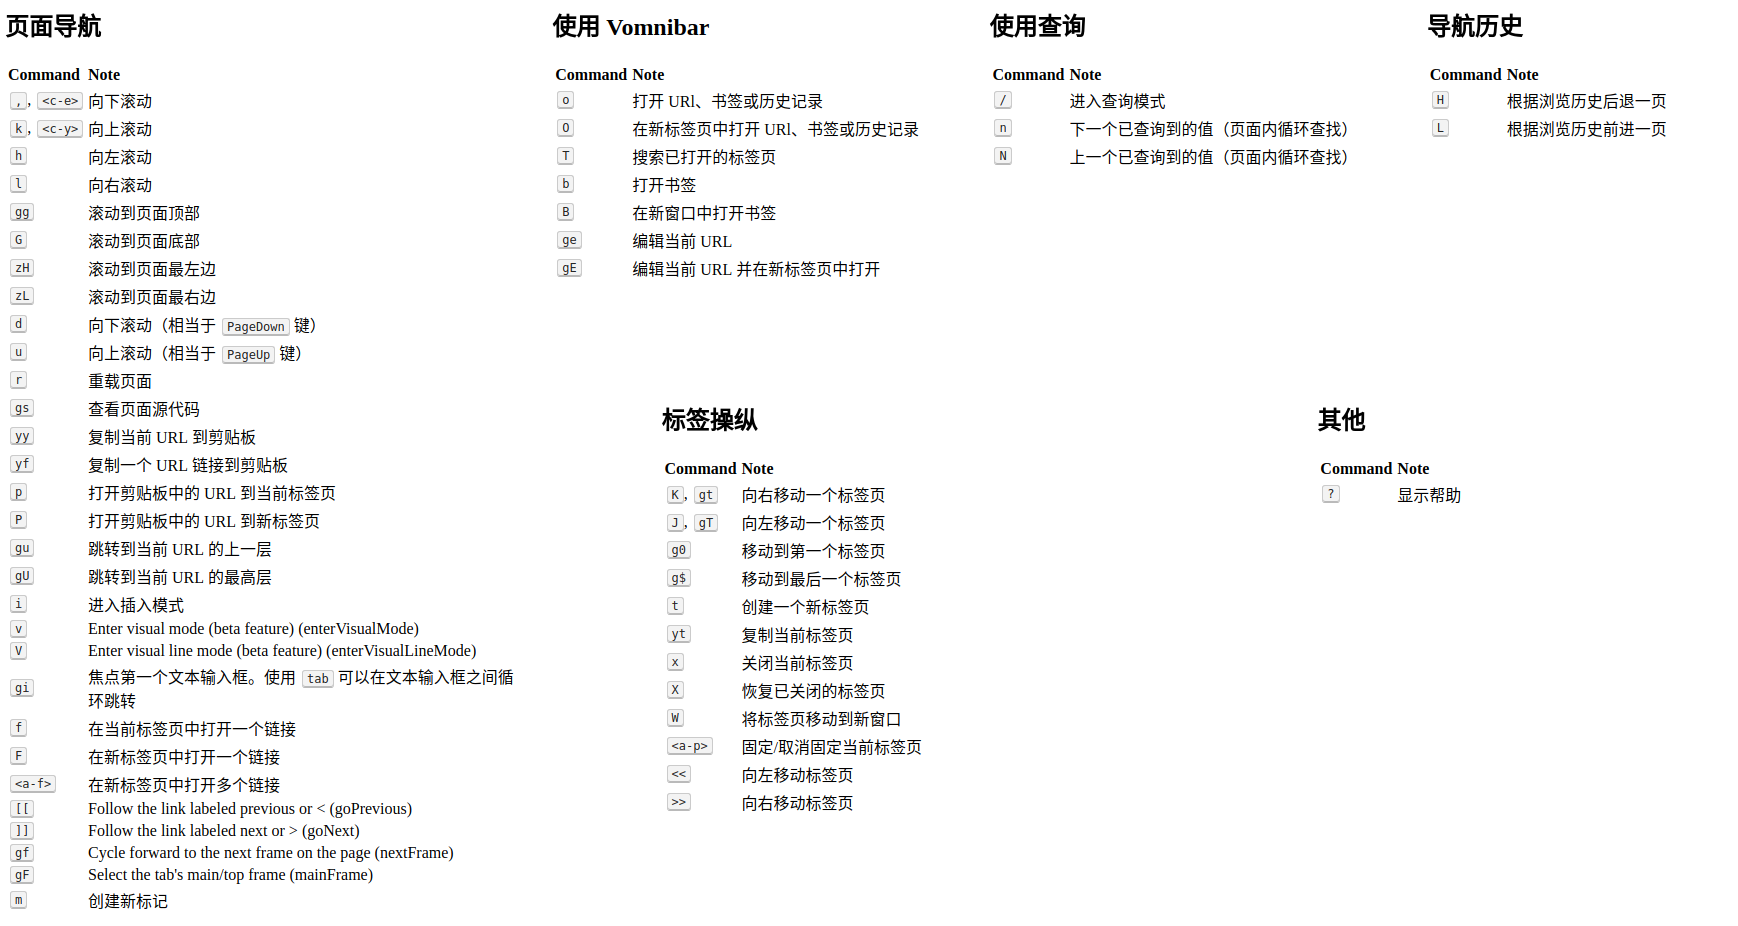 页面导航
Command Note
, , <c-e> 向下滚动
k, <c-y> 向上滚动
h 向左滚动
l 向右滚动
gg 滚动到页面顶部
G 滚动到页面底部
zH 滚动到页面最左边
zL 滚动到页面最右边
d 向下滚动（相当于 PageDown 键）
u 向上滚动（相当于 PageUp 键）
r 重载页面
gs 查看页面源代码
yy 复制当前 URL 到剪贴板
yf 复制一个 URL 链接到剪贴板
p 打开剪贴板中的 URL 到当前标签页
P 打开剪贴板中的 URL 到新标签页
gu 跳转到当前 URL 的上一层
gU 跳转到当前 URL 的最高层
i 进入插入模式
v Enter visual mode (beta feature) (enterVisualMode)
V Enter visual line mode (beta feature) (enterVisualLineMode)
gi 焦点第一个文本输入框。使用 tab 可以在文本输入框之间循
环跳转
f 在当前标签页中打开一个链接
F 在新标签页中打开一个链接
<a-f> 在新标签页中打开多个链接
[[ Follow the link labeled previous or < (goPrevious)
]] Follow the link labeled next or > (goNext)
gf Cycle forward to the next frame on the page (nextFrame)
gF Select the tab's main/top frame (mainFrame)
m 创建新标记
使用 Vomnibar
Command Note
o 打开 URl、书签或历史记录
O 在新标签页中打开 URl、书签或历史记录
T 搜索已打开的标签页
b 打开书签
B 在新窗口中打开书签
ge 编辑当前 URL
gE 编辑当前 URL 并在新标签页中打开
使用查询
Command Note
/ 进入查询模式
n 下一个已查询到的值（页面内循环查找）
N 上一个已查询到的值（页面内循环查找）
导航历史
Command Note
H 根据浏览历史后退一页
L 根据浏览历史前进一页
标签操纵
Command Note
K, gt 向右移动一个标签页
J, gT 向左移动一个标签页
g0 移动到第一个标签页
g$ 移动到最后一个标签页
t 创建一个新标签页
yt 复制当前标签页
x 关闭当前标签页
X 恢复已关闭的标签页
W 将标签页移动到新窗口
<a-p> 固定/取消固定当前标签页
<< 向左移动标签页
>> 向右移动标签页
其他
Command Note
? 显示帮助